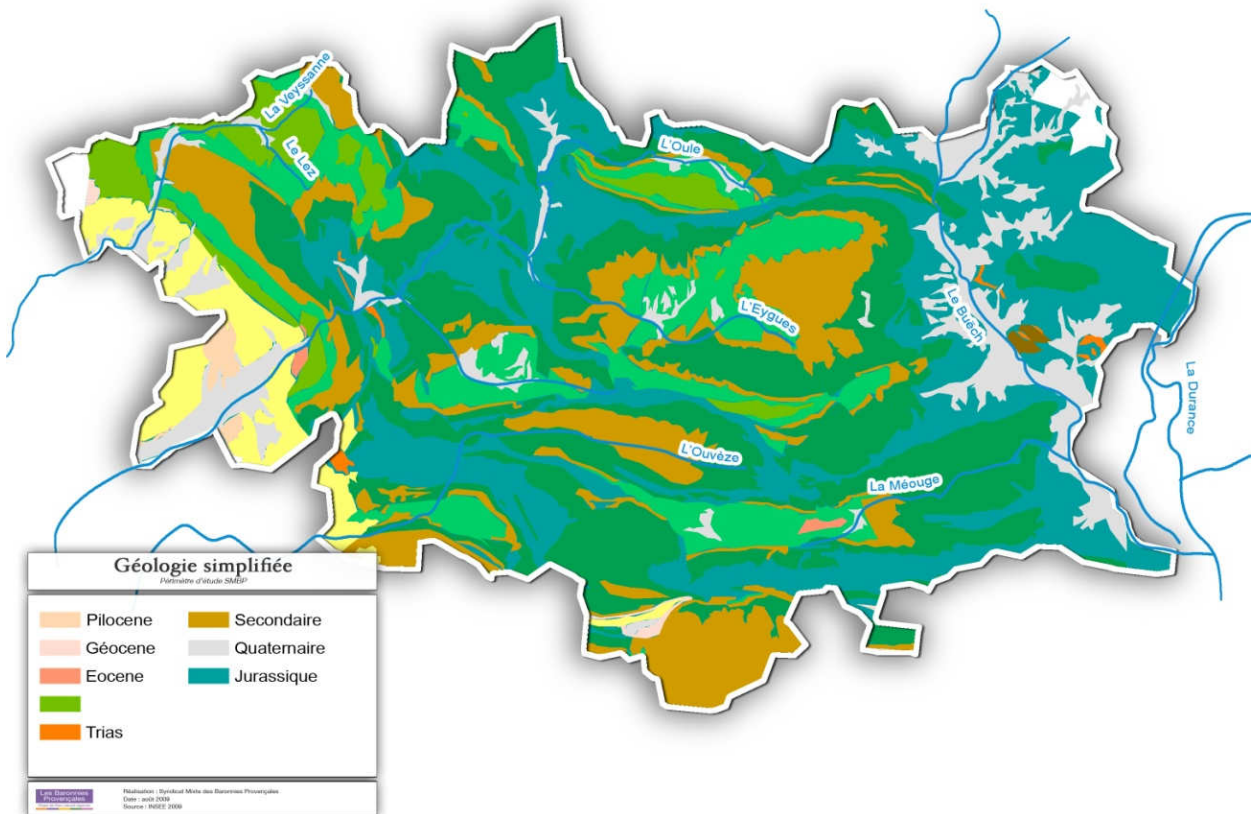 La Veyssanne
Le Lez
L'Oule
L'Eygues
Le Buëch
La Durance
L'Ouvèze
La Méouge
Géologie simplifiée
Périmètre d'étude SMBP
Pilocene
Géocene
Eocene
Trias
Secondaire
Quaternaire
Jurassique
Les Baronnies
Provençales
Réalisation : Syndicat Mixte des Baronnies Provençales
Date : août 2009
Source : INSEE 2009